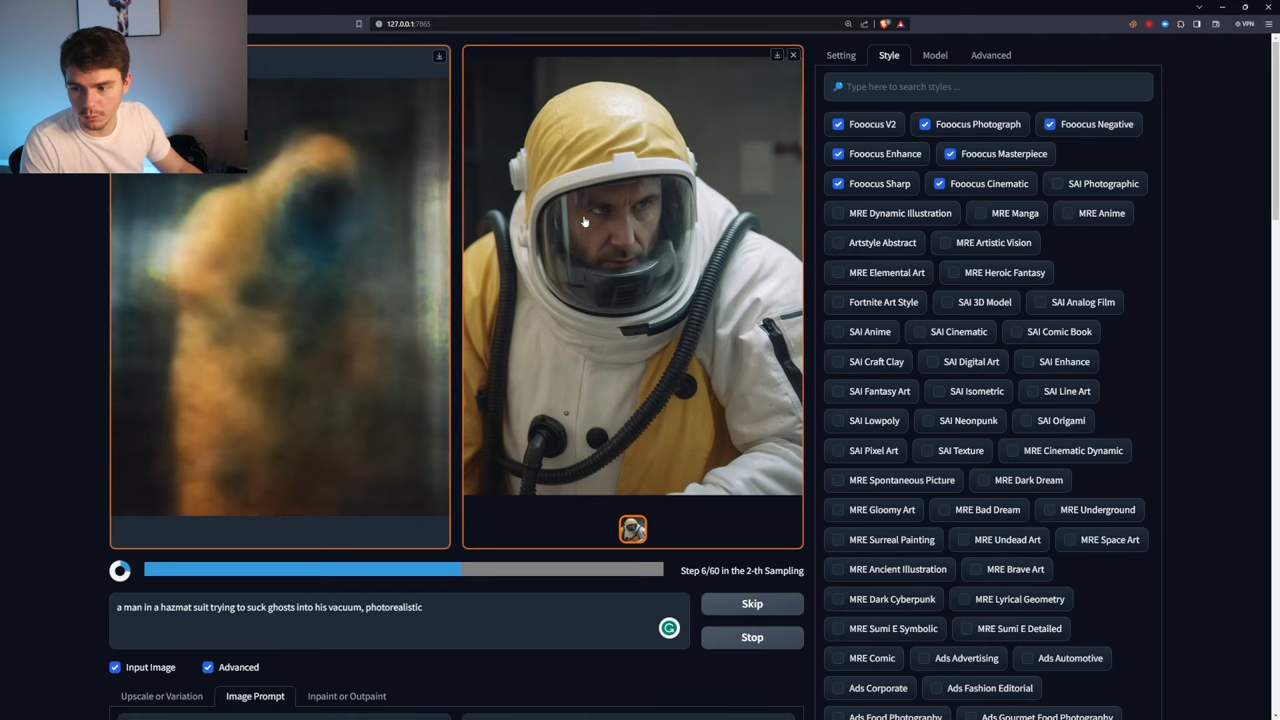 127.0.0.1:7865
VPN
Setting
Style
Model
Advanced
Type here to search styles ...
Fooocus V2
Fooocus Photograph
Fooocus Negative
Fooocus Enhance
Fooocus Masterpiece
Fooocus Sharp
Fooocus Cinematic
SAI Photographic
MRE Dynamic Illustration
MRE Manga
MRE Anime
Artstyle Abstract
MRE Artistic Vision
MRE Elemental Art
MRE Heroic Fantasy
Fortnite Art Style
SAI 3D Model
SAI Analog Film
SAI Anime
SAI Cinematic
SAI Comic Book
SAI Craft Clay
SAI Digital Art
SAI Enhance
SAI Fantasy Art
SAI Isometric
SAI Line Art
SAI Lowpoly
SAI Neonpunk
SAI Origami
SAI Pixel Art
SAI Texture
MRE Cinematic Dynamic
MRE Spontaneous Picture
MRE Dark Dream
MRE Gloomy Art
MRE Bad Dream
MRE Underground
MRE Surreal Painting
MRE Undead Art
MRE Space Art
MRE Ancient Illustration
MRE Brave Art
MRE Dark Cyberpunk
MRE Lyrical Geometry
MRE Sumi E Symbolic
MRE Sumi E Detailed
MRE Comic
Ads Advertising
Ads Automotive
Ads Corporate
Ads Fashion Editorial
Ads Food Photography
Ads Gourmet Food Photography
Step 6/60 in the 2-th Sampling
a man in a hazmat suit trying to suck ghosts into his vacuum, photorealistic
Skip
Stop
Input Image
Advanced
Upscale or Variation
Image Prompt
Inpaint or Outpaint